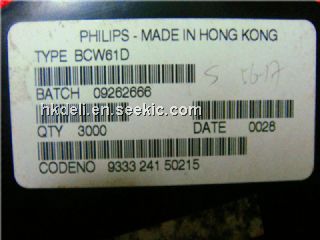 PHILIPS - MADE IN HONG KONG
TYPE BCW61D
BATCH 09262666
nkdeli.en.seekic.com
QTY 3000 DATE 0028
CODENO 9333 241 50215